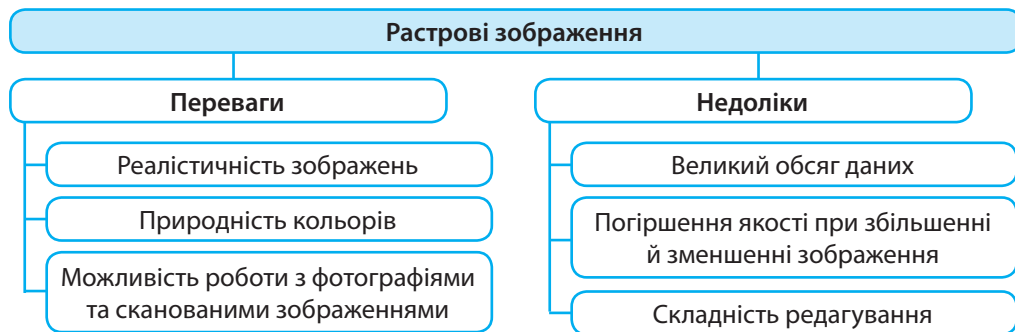 Растрові зображення
Переваги
Реалістичність зображень
Природність кольорів
Можливість роботи з фотографіями
та сканованими зображеннями
Недоліки
Великий обсяг даних
Погіршення якості при збільшенні
й зменшенні зображення
Складність редагування